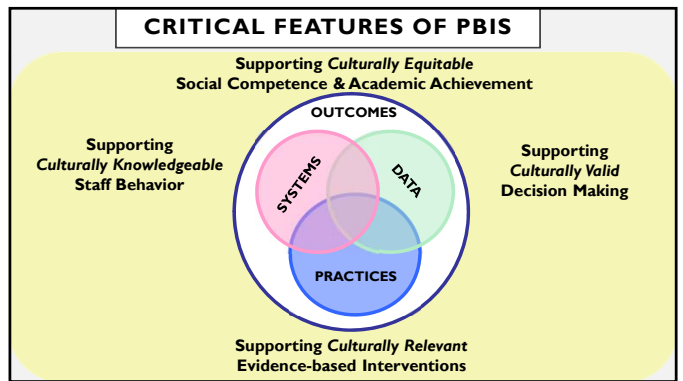 CRITICAL FEATURES OF PBIS
Supporting Culturally Equitable
Social Competence & Academic Achievement
OUTCOMES
Supporting
Culturally Knowledgeable
Staff Behavior
SYSTEMS
DATA
Supporting
Culturally Valid
Decision Making
PRACTICES
Supporting Culturally Relevant
Evidence-based Interventions